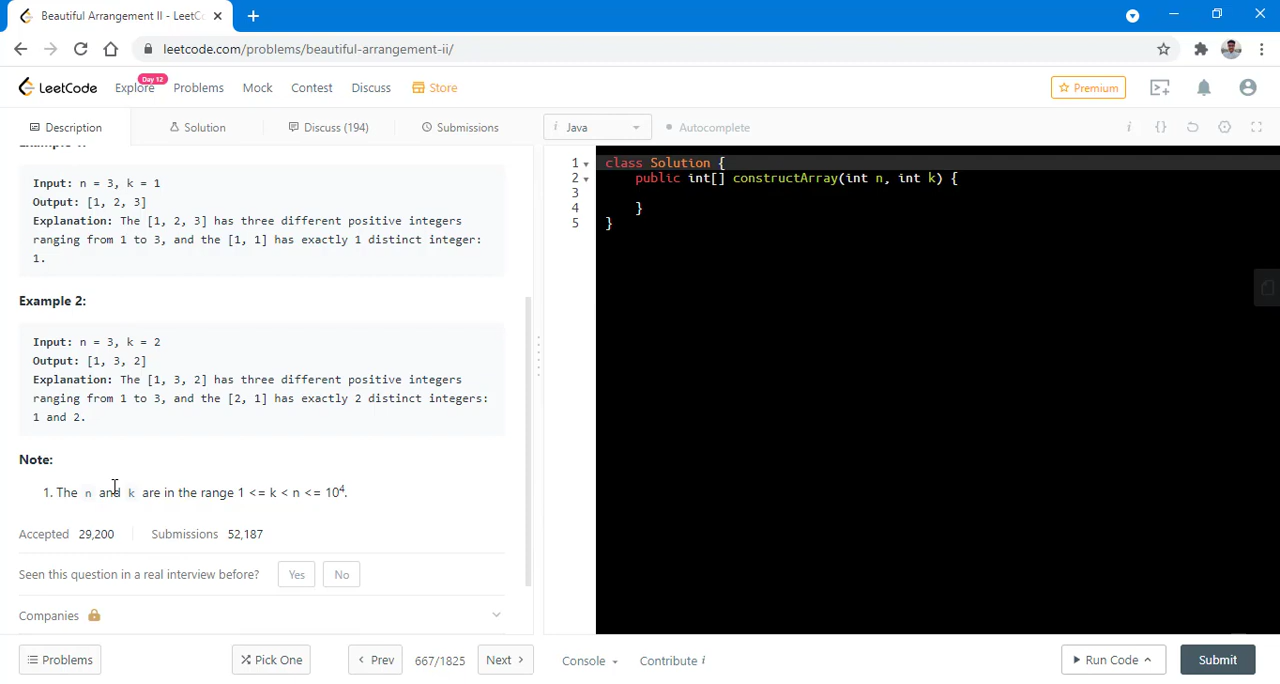 Beautiful Arrangement II - LeetCo
leetcode.com/problems/beautiful-arrangement-ii/
LeetCode Explore Day 12 Problems Mock Contest Discuss Store Premium
Description Solution Discuss (194) Submissions i Java Autocomplete i {}
Example 1:
Input: n = 3, k = 1
Output: [1, 2, 3]
Explanation: The [1, 2, 3] has three different positive integers
ranging from 1 to 3, and the [1, 1] has exactly 1 distinct integer:
1.
Example 2:
Input: n = 3, k = 2
Output: [1, 3, 2]
Explanation: The [1, 3, 2] has three different positive integers
ranging from 1 to 3, and the [2, 1] has exactly 2 distinct integers:
1 and 2.
Note:
1. The n and k are in the range 1 <= k < n <= 10⁴.
Accepted 29,200 Submissions 52,187
Seen this question in a real interview before? Yes No
Companies
1 class Solution {
2 public int[] constructArray(int n, int k) {
3
4 }
5 }
Problems Pick One Prev 667/1825 Next Console Contribute i Run Code Submit